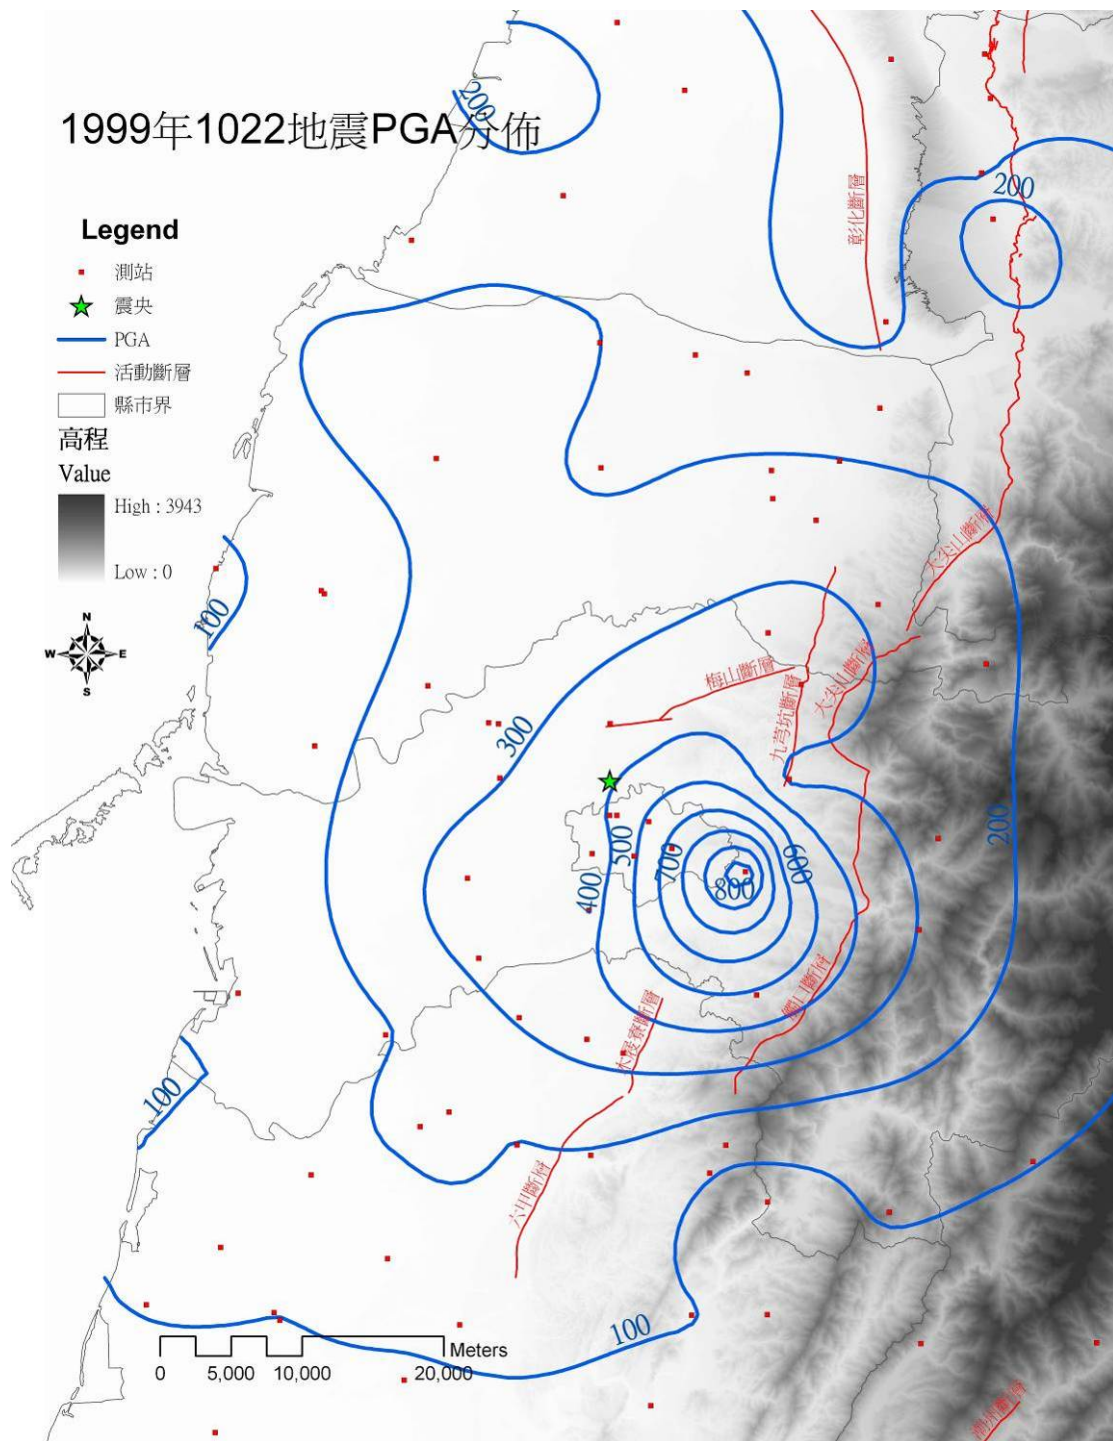 200
1999年1022地震PGA分佈
彰化斷層
200
Legend
測站
震央
PGA
活動斷層
縣市界
高程
Value
High : 3943
Low : 0
大尖山斷層
N
W
E
S
100
梅山斷層
大尖山斷層
九芎坑斷層
300
200
500
700
600
400
800
觸口斷層
木屐寮斷層
100
六甲斷層
100
Meters
0
5,000
10,000
20,000
潮州斷層